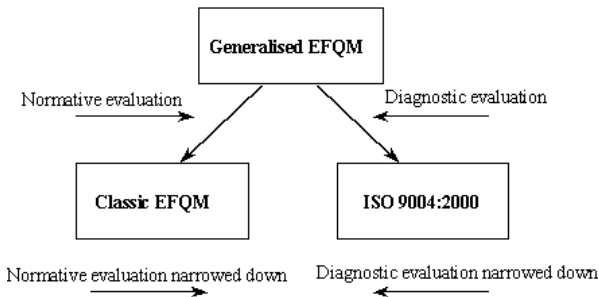 Generalised EFQM
Normative evaluation
Diagnostic evaluation
Classic EFQM
ISO 9004:2000
Normative evaluation narrowed down
Diagnostic evaluation narrowed down